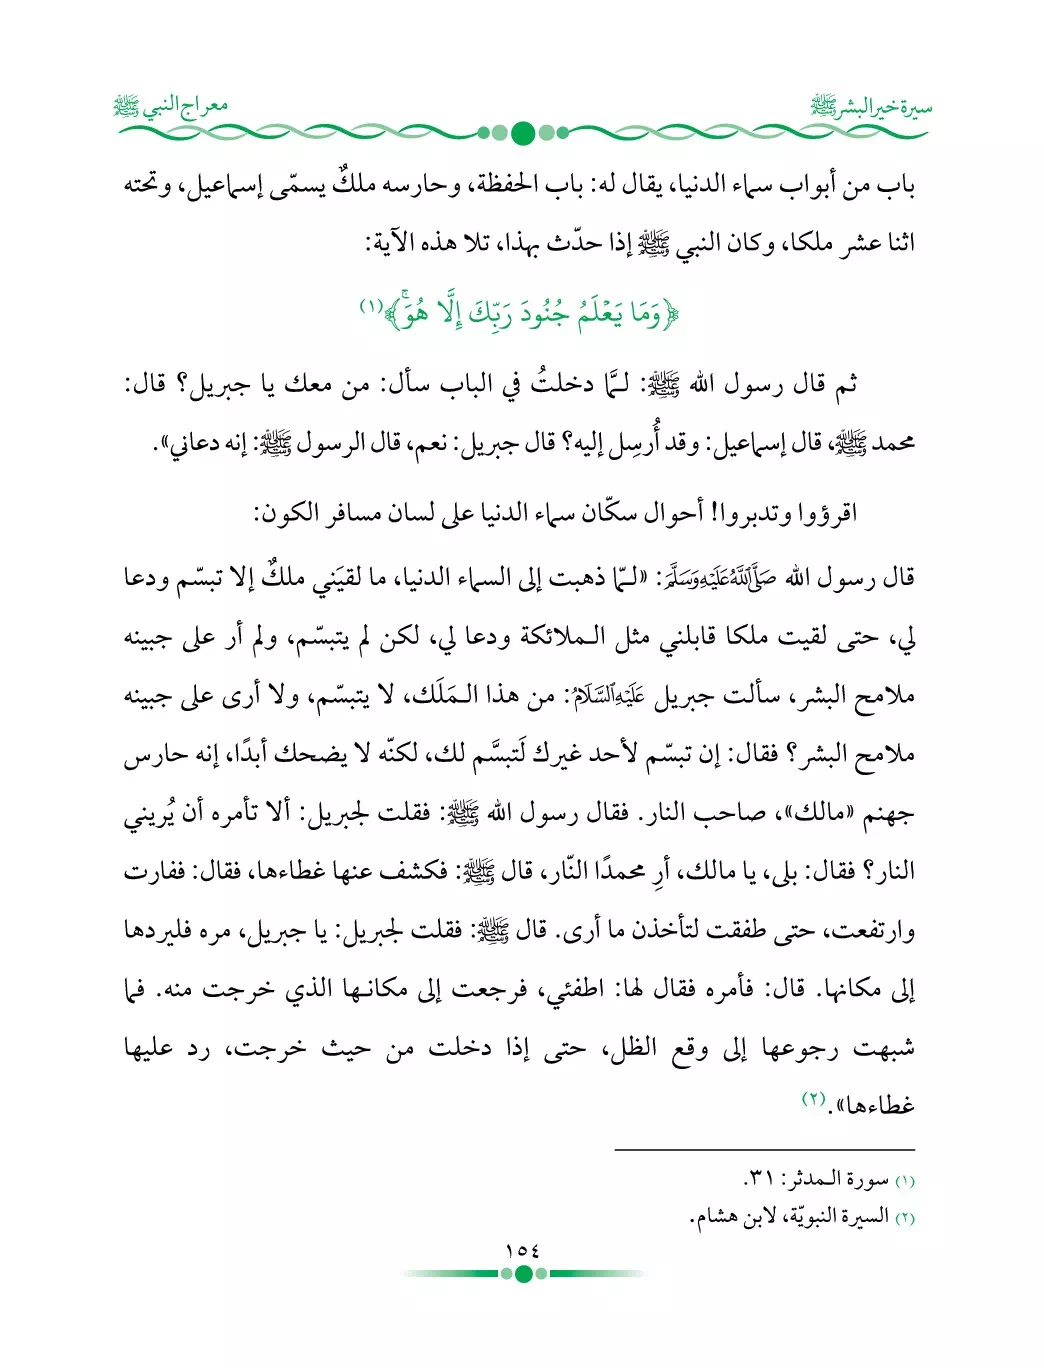 سيرة خير البشر ﷺ
معراج النبي ﷺ
باب من أبواب سماء الدنيا، يقال له: باب الحفظة، وحارسه ملكٌ يسمّى إسماعيل، وتحته
اثنا عشر ملكا، وكان النبي ﷺ إذا حدّث بهذا، تلا هذه الآية:
﴿وَمَا يَعۡلَمُ جُنُودَ رَبِّكَ إِلَّا هُوَۚ﴾(١)
ثم قال رسول الله ﷺ: لـمَّا دخلتُ في الباب سأل: من معك يا جبريل؟ قال:
محمد ﷺ، قال إسماعيل: وقد أُرسِل إليه؟ قال جبريل: نعم، قال الرسول ﷺ: إنه دعاني».
اقرؤوا وتدبروا! أحوال سكّان سماء الدنيا على لسان مسافر الكون:
قال رسول الله صَلَّى اللَّهُ عَلَيْهِ وَسَلَّمَ: «لـمّا ذهبت إلى السماء الدنيا، ما لقيَني ملكٌ إلا تبسّم ودعا
لي، حتى لقيت ملكا قابلني مثل الـملائكة ودعا لي، لكن لم يتبسّم، ولم أر على جبينه
ملامح البشر، سألت جبريل عَلَيْهِ السَّلَامُ: من هذا الـمَلَك، لا يتبسّم، ولا أرى على جبينه
ملامح البشر؟ فقال: إن تبسّم لأحد غيرك لَتبسَّم لك، لكنّه لا يضحك أبدًا، إنه حارس
جهنم «مالك»، صاحب النار. فقال رسول الله ﷺ: فقلت لجبريل: ألا تأمره أن يُريني
النار؟ فقال: بلى، يا مالك، أرِ محمدًا النّار، قال ﷺ: فكشف عنها غطاءها، فقال: ففارت
وارتفعت، حتى طفقت لتأخذن ما أرى. قال ﷺ: فقلت لجبريل: يا جبريل، مره فليردها
إلى مكانها. قال: فأمره فقال لها: اطفئي، فرجعت إلى مكانـها الذي خرجت منه. فما
شبهت رجوعها إلى وقع الظل، حتى إذا دخلت من حيث خرجت، رد عليها
غطاءها».(٢)
(١) سورة الـمدثر: ٣١.
(٢) السيرة النبويّة، لابن هشام.
١٥٤